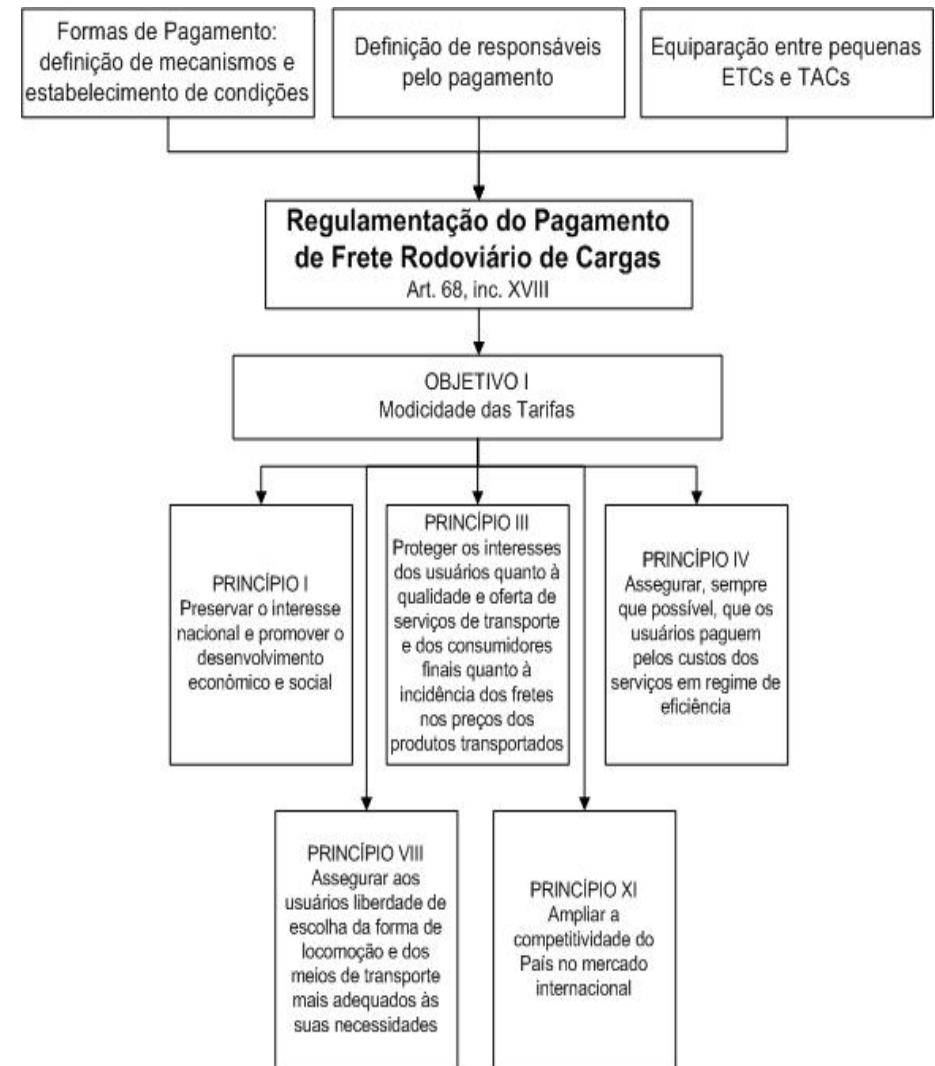 Formas de Pagamento:
definição de mecanismos e
estabelecimento de condições
Definição de responsáveis
pelo pagamento
Equiparação entre pequenas
ETCs e TACs
Regulamentação do Pagamento
de Frete Rodoviário de Cargas
Art. 68, inc. XVIII
OBJETIVO I
Modicidade das Tarifas
PRINCÍPIO I
Preservar o interesse
nacional e promover o
desenvolvimento
econômico e social
PRINCÍPIO III
Proteger os interesses
dos usuários quanto à
qualidade e oferta de
serviços de transporte
e dos consumidores
finais quanto à
incidência dos fretes
nos preços dos
produtos transportados
PRINCÍPIO IV
Assegurar, sempre
que possível, que os
usuários paguem
pelos custos dos
serviços em regime de
eficiência
PRINCÍPIO VIII
Assegurar aos
usuários liberdade de
escolha da forma de
locomoção e dos
meios de transporte
mais adequados às
suas necessidades
PRINCÍPIO XI
Ampliar a
competitividade do
País no mercado
internacional